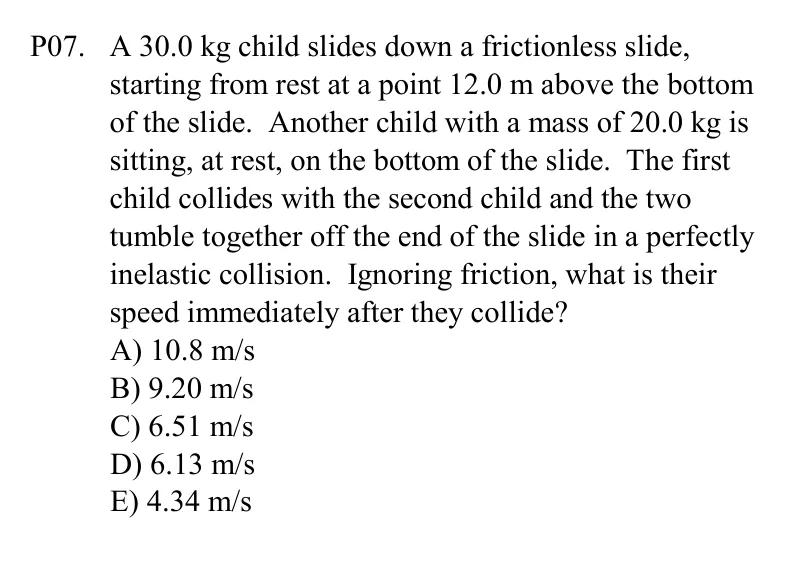 P07. A 30.0 kg child slides down a frictionless slide,
starting from rest at a point 12.0 m above the bottom
of the slide. Another child with a mass of 20.0 kg is
sitting, at rest, on the bottom of the slide. The first
child collides with the second child and the two
tumble together off the end of the slide in a perfectly
inelastic collision. Ignoring friction, what is their
speed immediately after they collide?
A) 10.8 m/s
B) 9.20 m/s
C) 6.51 m/s
D) 6.13 m/s
E) 4.34 m/s